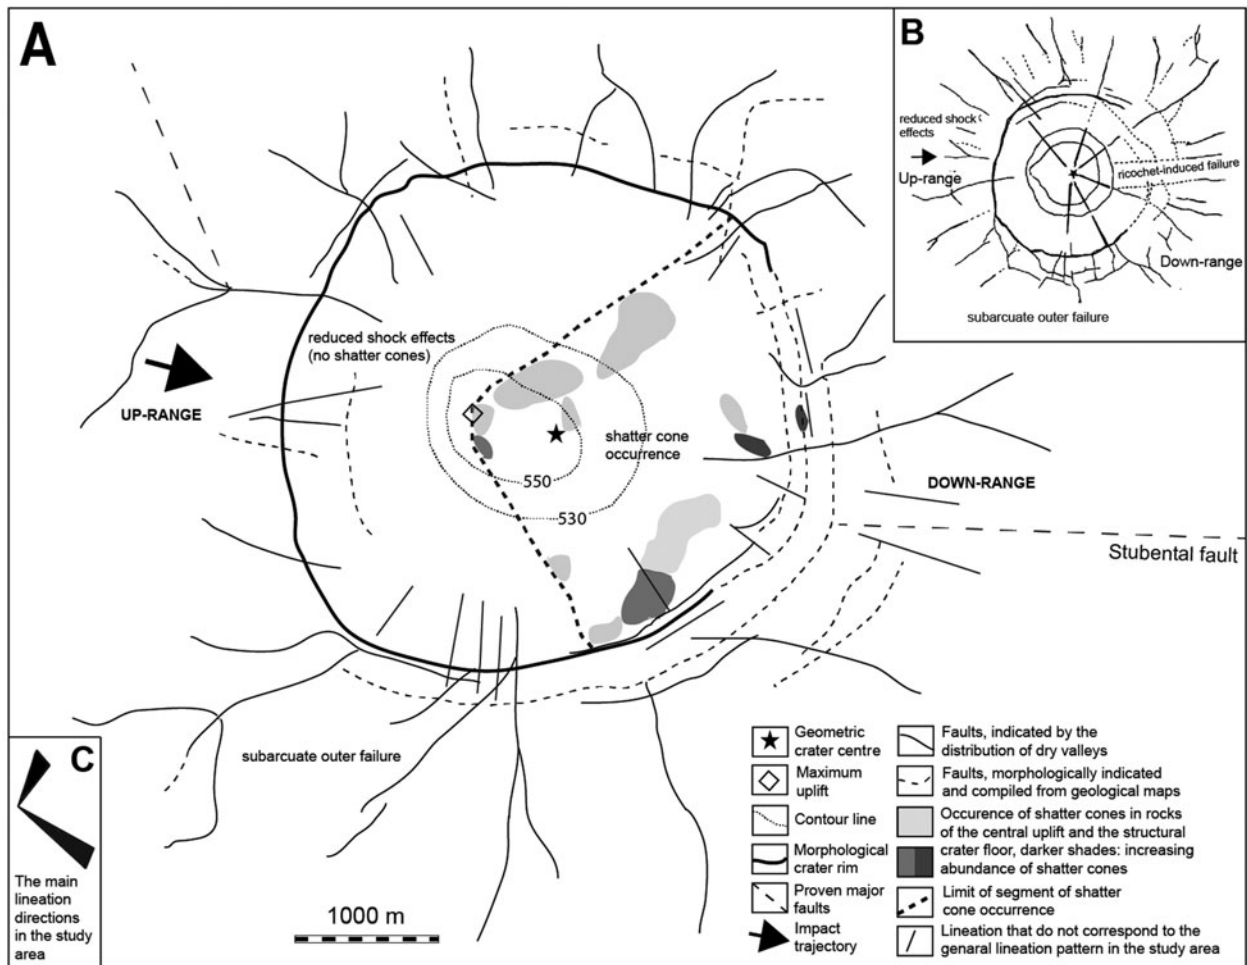 A
reduced shock effects
(no shatter cones)
UP-RANGE
shatter cone
occurrence
550
530
DOWN-RANGE
Stubental fault
subarcuate outer failure
1000 m
B
reduced shock
effects
Up-range
ricochet-induced failure
Down-range
subarcuate outer failure
C
The main
lineation
directions
in the study
area
Geometric
crater centre
Maximum
uplift
Contour line
Morphological
crater rim
Proven major
faults
Impact
trajectory
Faults, indicated by the
distribution of dry valleys
Faults, morphologically indicated
and compiled from geological maps
Occurence of shatter cones in rocks
of the central uplift and the structural
crater floor, darker shades: increasing
abundance of shatter cones
Limit of segment of shatter
cone occurrence
Lineation that do not correspond to the
genaral lineation pattern in the study area